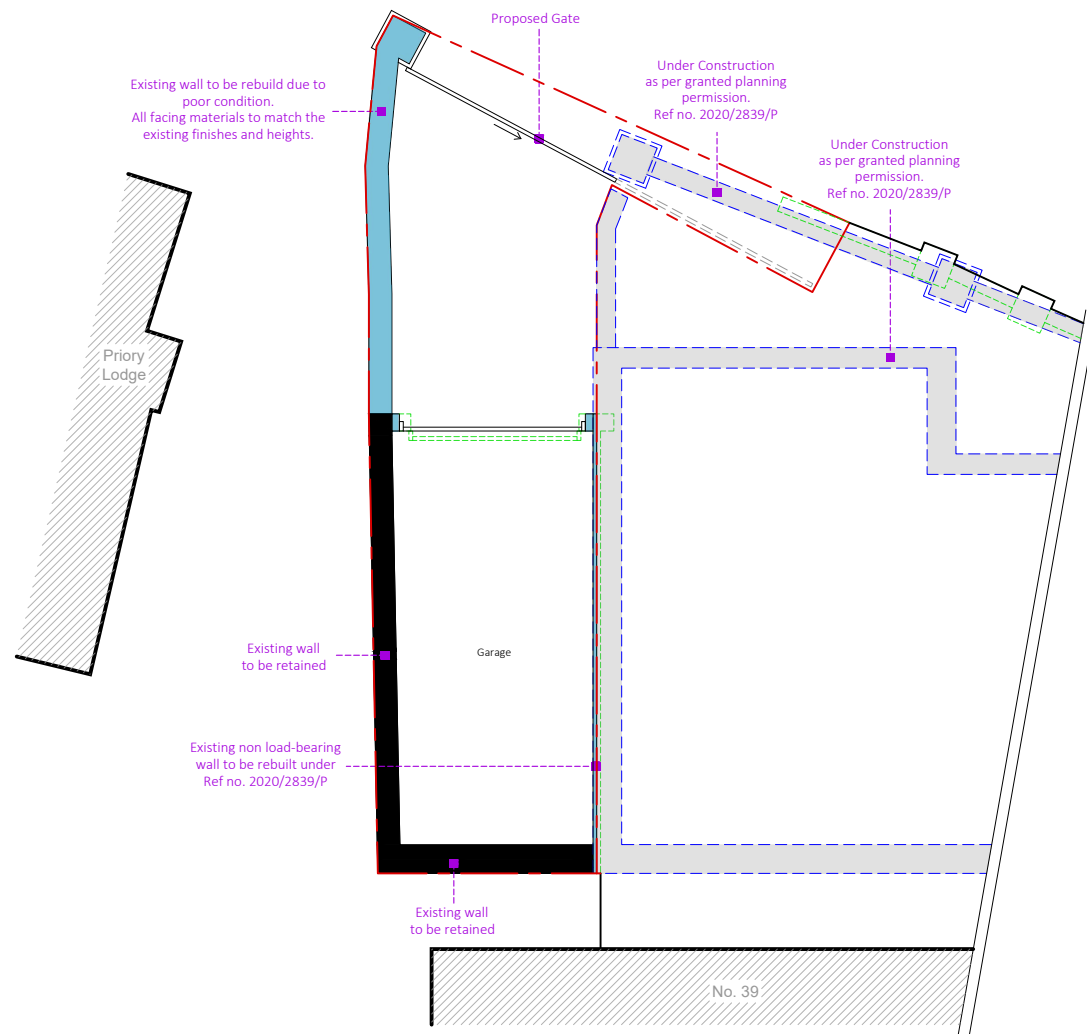 Proposed Gate
Under Construction
as per granted planning
permission.
Ref no. 2020/2839/P
Existing wall to be rebuild due to
poor condition.
All facing materials to match the
existing finishes and heights.
Under Construction
as per granted planning
permission.
Ref no. 2020/2839/P
Priory
Lodge
Existing wall
to be retained
Garage
Existing non load-bearing
wall to be rebuilt under
Ref no. 2020/2839/P
Existing wall
to be retained
No. 39